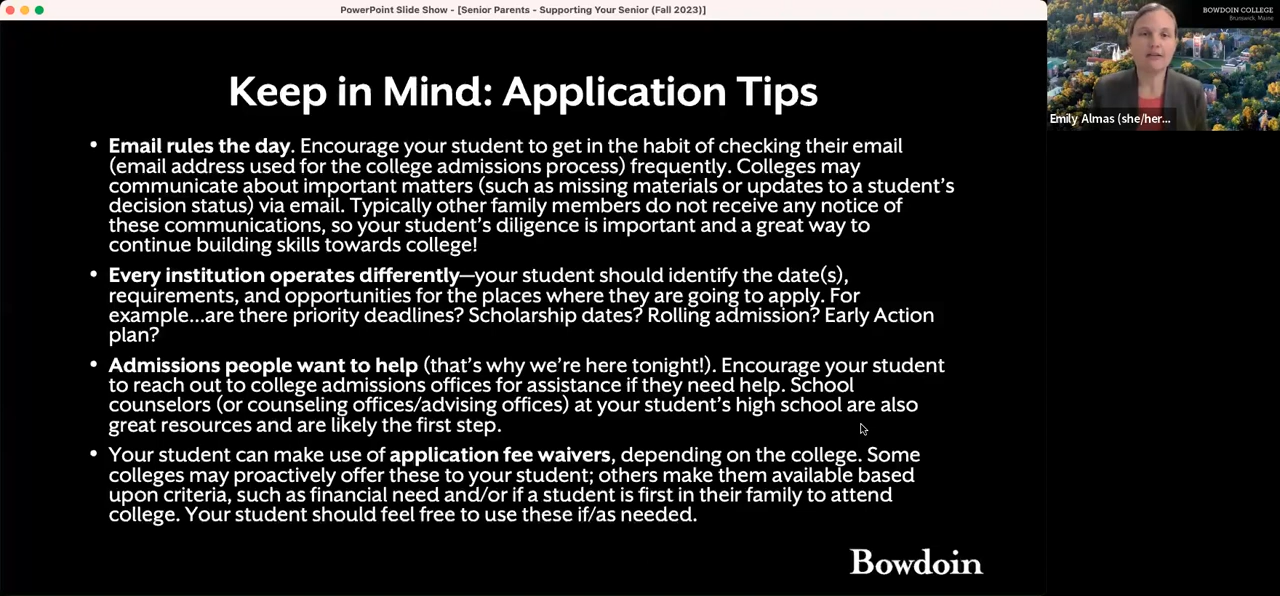 PowerPoint Slide Show - [Senior Parents - Supporting Your Senior (Fall 2023)]
BOWDOIN COLLEGE
Brunswick, Maine
Emily Almas (she/her...
Keep in Mind: Application Tips
• Email rules the day. Encourage your student to get in the habit of checking their email
(email address used for the college admissions process) frequently. Colleges may
communicate about important matters (such as missing materials or updates to a student's
decision status) via email. Typically other family members do not receive any notice of
these communications, so your student's diligence is important and a great way to
continue building skills towards college!
• Every institution operates differently—your student should identify the date(s),
requirements, and opportunities for the places where they are going to apply. For
example...are there priority deadlines? Scholarship dates? Rolling admission? Early Action
plan?
• Admissions people want to help (that's why we're here tonight!). Encourage your student
to reach out to college admissions offices for assistance if they need help. School
counselors (or counseling offices/advising offices) at your student's high school are also
great resources and are likely the first step.
• Your student can make use of application fee waivers, depending on the college. Some
colleges may proactively offer these to your student; others make them available based
upon criteria, such as financial need and/or if a student is first in their family to attend
college. Your student should feel free to use these if/as needed.
Bowdoin